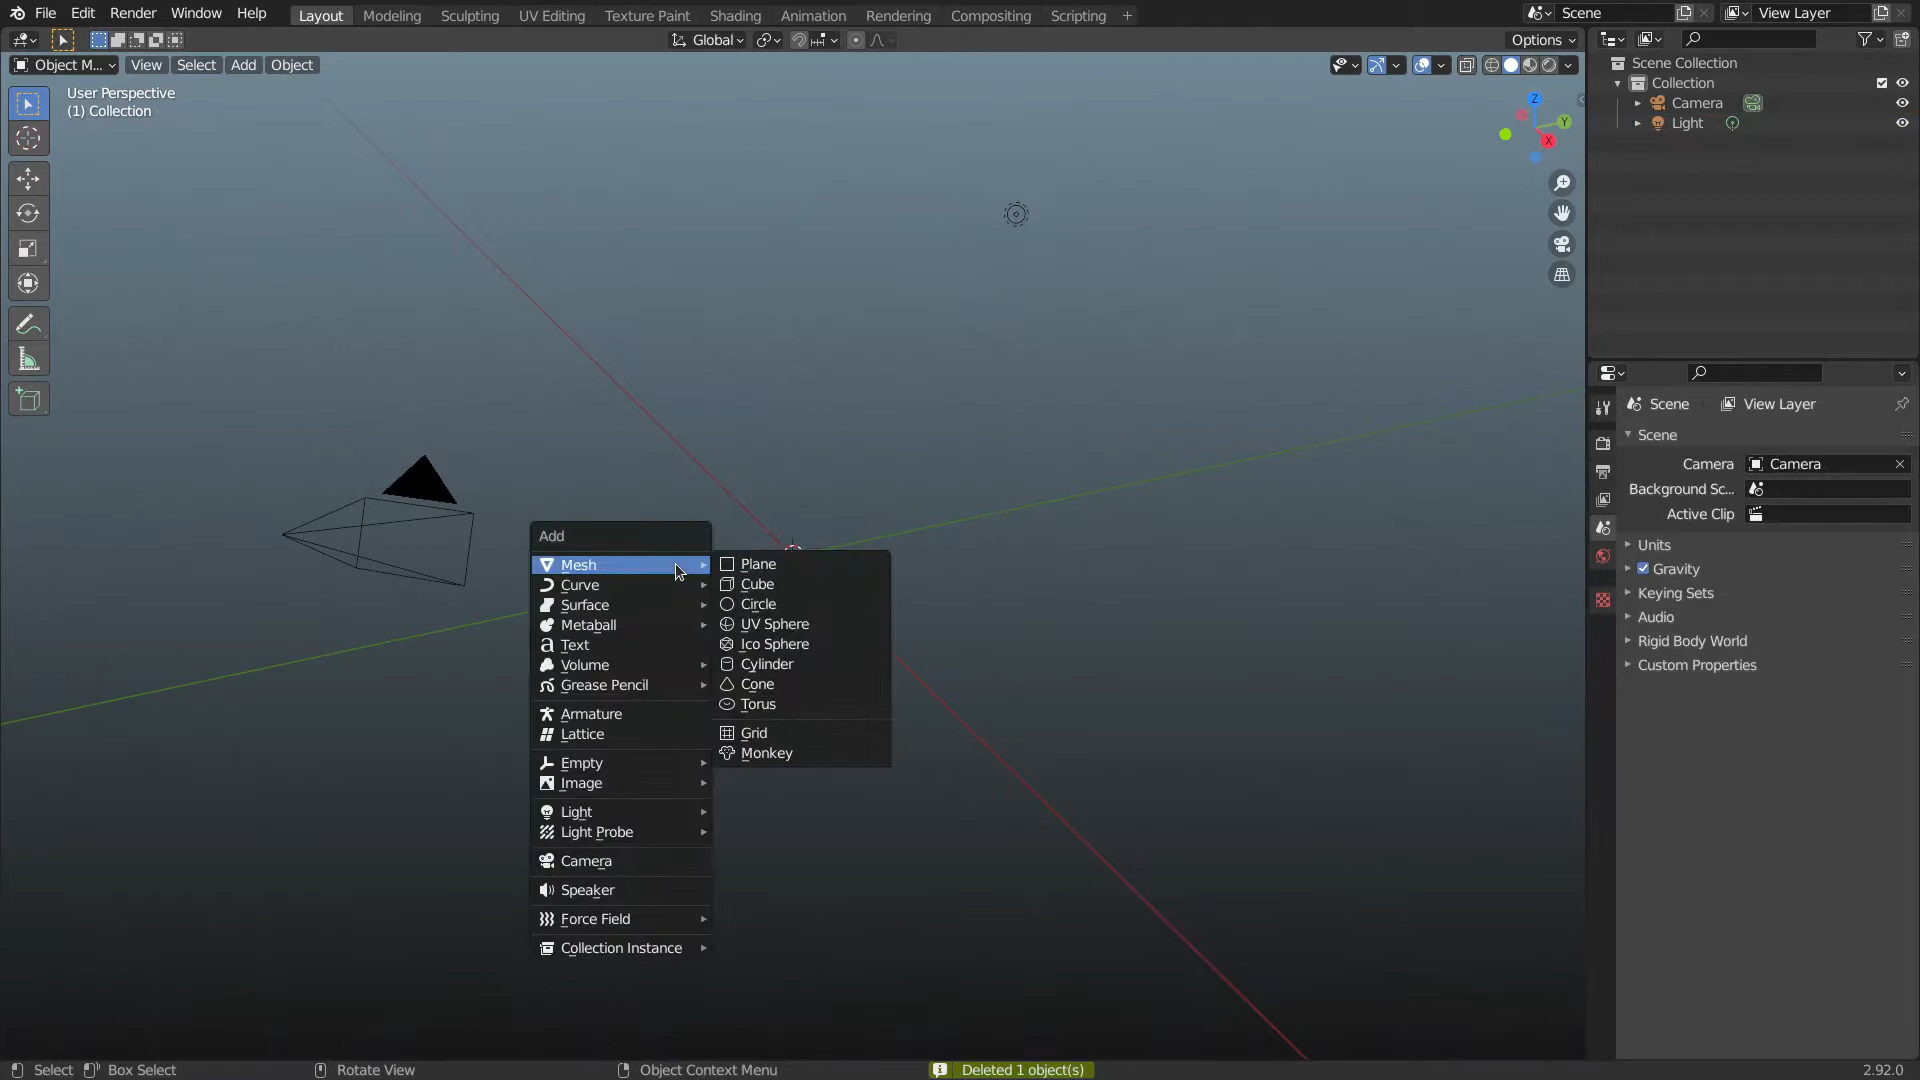 File Edit Render Window Help
Layout Modeling Sculpting UV Editing Texture Paint Shading Animation Rendering Compositing Scripting +
Scene
View Layer
Global
Options
Object M...
View Select Add Object
User Perspective
(1) Collection
Z
Y
X
Scene Collection
Collection
Camera
Light
Scene
View Layer
Scene
Camera
Camera
Background Sc...
Active Clip
Units
Gravity
Keying Sets
Audio
Rigid Body World
Custom Properties
Add
Mesh
Curve
Surface
Metaball
Text
Volume
Grease Pencil
Armature
Lattice
Empty
Image
Light
Light Probe
Camera
Speaker
Force Field
Collection Instance
Plane
Cube
Circle
UV Sphere
Ico Sphere
Cylinder
Cone
Torus
Grid
Monkey
Select
Box Select
Rotate View
Object Context Menu
Deleted 1 object(s)
2.92.0